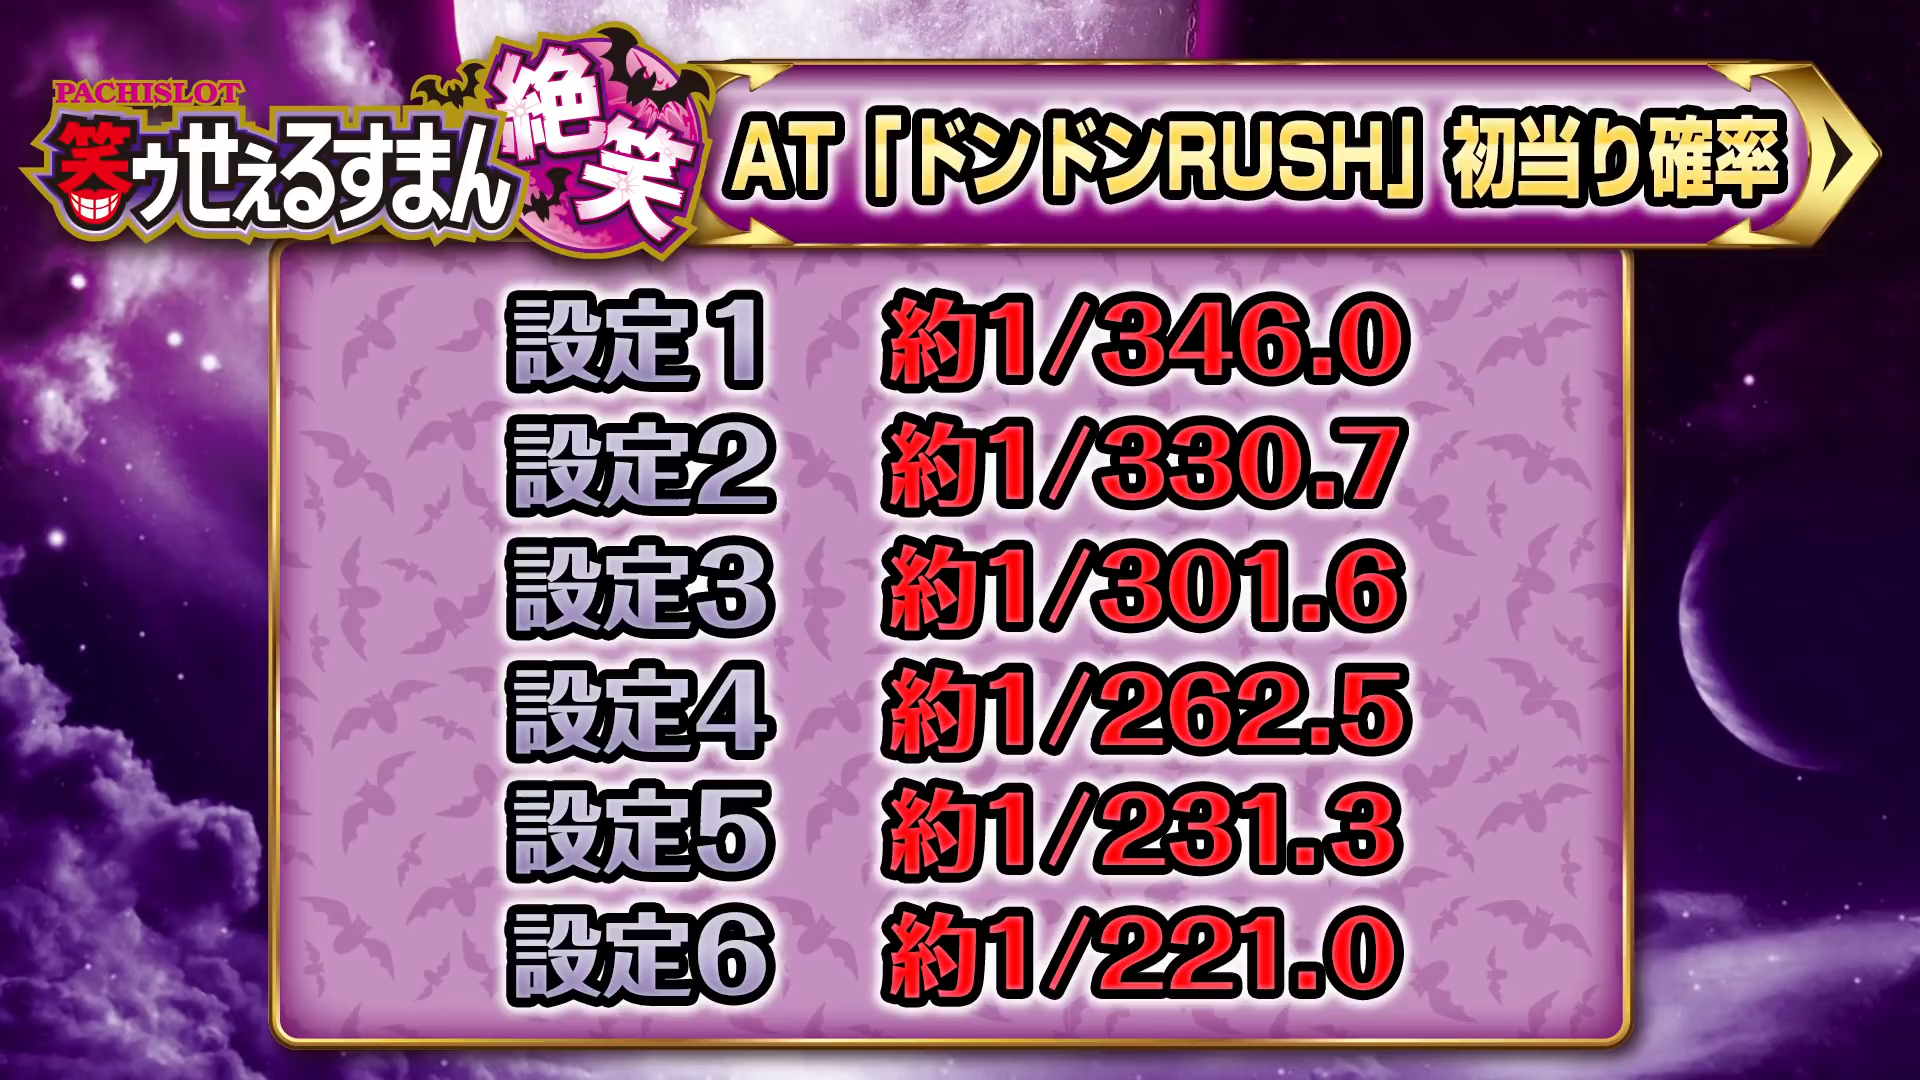 PACHISLOT
笑ゥせぇるすまん
絶笑
AT「ドンドンRUSH」初当り確率
設定1 約1/346.0
設定2 約1/330.7
設定3 約1/301.6
設定4 約1/262.5
設定5 約1/231.3
設定6 約1/221.0